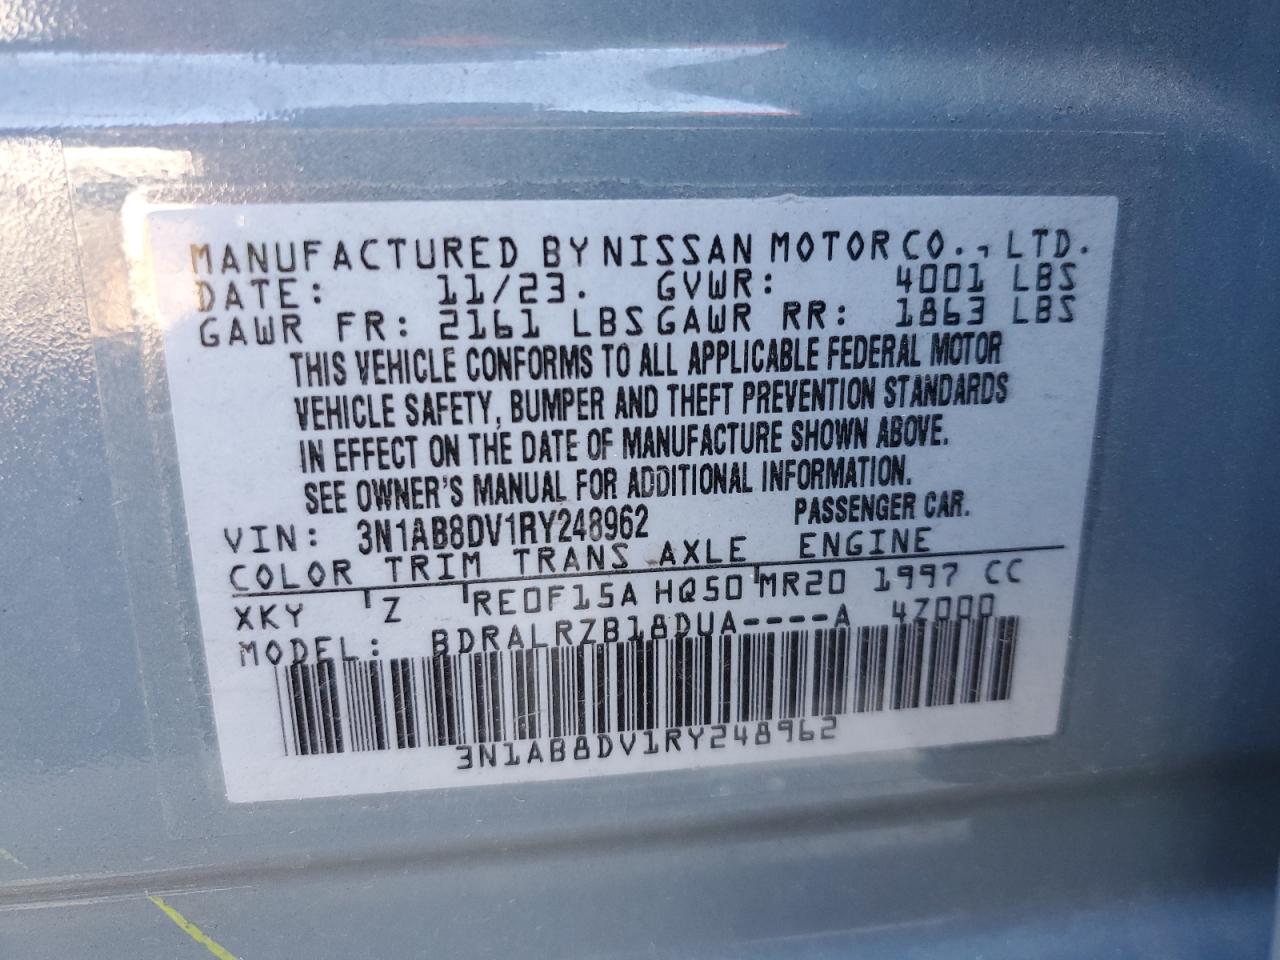 MANUFACTURED BY NISSAN MOTOR CO., LTD.
DATE: 11/23. GVWR: 4001 LBS
GAWR FR: 2161 LBS GAWR RR: 1863 LBS
THIS VEHICLE CONFORMS TO ALL APPLICABLE FEDERAL MOTOR
VEHICLE SAFETY, BUMPER AND THEFT PREVENTION STANDARDS
IN EFFECT ON THE DATE OF MANUFACTURE SHOWN ABOVE.
SEE OWNER'S MANUAL FOR ADDITIONAL INFORMATION.
VIN: 3N1AB8DV1RY248962 PASSENGER CAR.
COLOR TRIM TRANS AXLE ENGINE
XKY Z RE0F15A HQ50 MR20 1997 CC
MODEL: BDRALRZB18DUA----A 4Z000
3N1AB8DV1RY248962